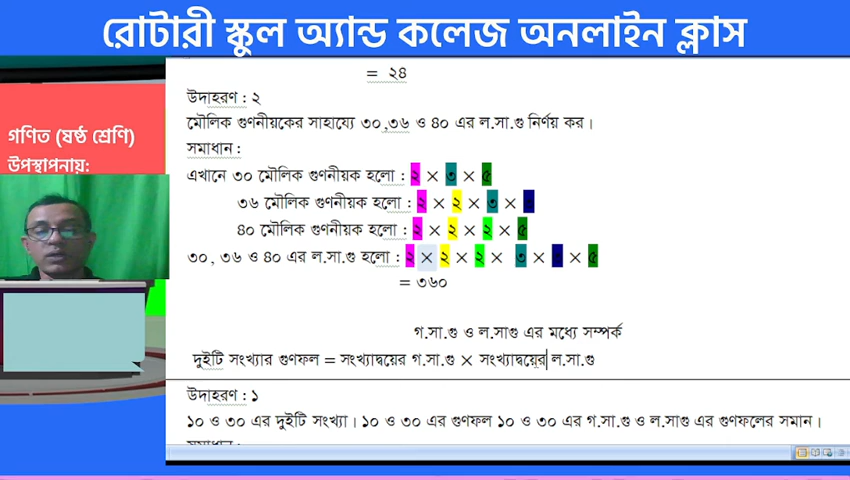 রোটারী স্কুল অ্যান্ড কলেজ অনলাইন ক্লাস
গণিত (ষষ্ঠ শ্রেণি)
উপস্থাপনায়:
= ২৪
উদাহরণ : ২
মৌলিক গুণনীয়কের সাহায্যে ৩০,৩৬ ও ৪০ এর ল.সা.গু নির্ণয় কর।
সমাধান :
এখানে ৩০ মৌলিক গুণনীয়ক হলো : ২ × ৩ × ৫
৩৬ মৌলিক গুণনীয়ক হলো : ২ × ২ × ৩ × ৩
৪০ মৌলিক গুণনীয়ক হলো : ২ × ২ × ২ × ৫
৩০, ৩৬ ও ৪০ এর ল.সা.গু হলো : ২ × ২ × ২ × ৩ × ৩ × ৫
= ৩৬০
গ.সা.গু ও ল.সাগু এর মধ্যে সম্পর্ক
দুইটি সংখ্যার গুণফল = সংখ্যাদ্বয়ের গ.সা.গু × সংখ্যাদ্বয়ের ল.সা.গু
উদাহরণ : ১
১০ ও ৩০ এর দুইটি সংখ্যা। ১০ ও ৩০ এর গুণফল ১০ ও ৩০ এর গ.সা.গু ও ল.সাগু এর গুণফলের সমান।